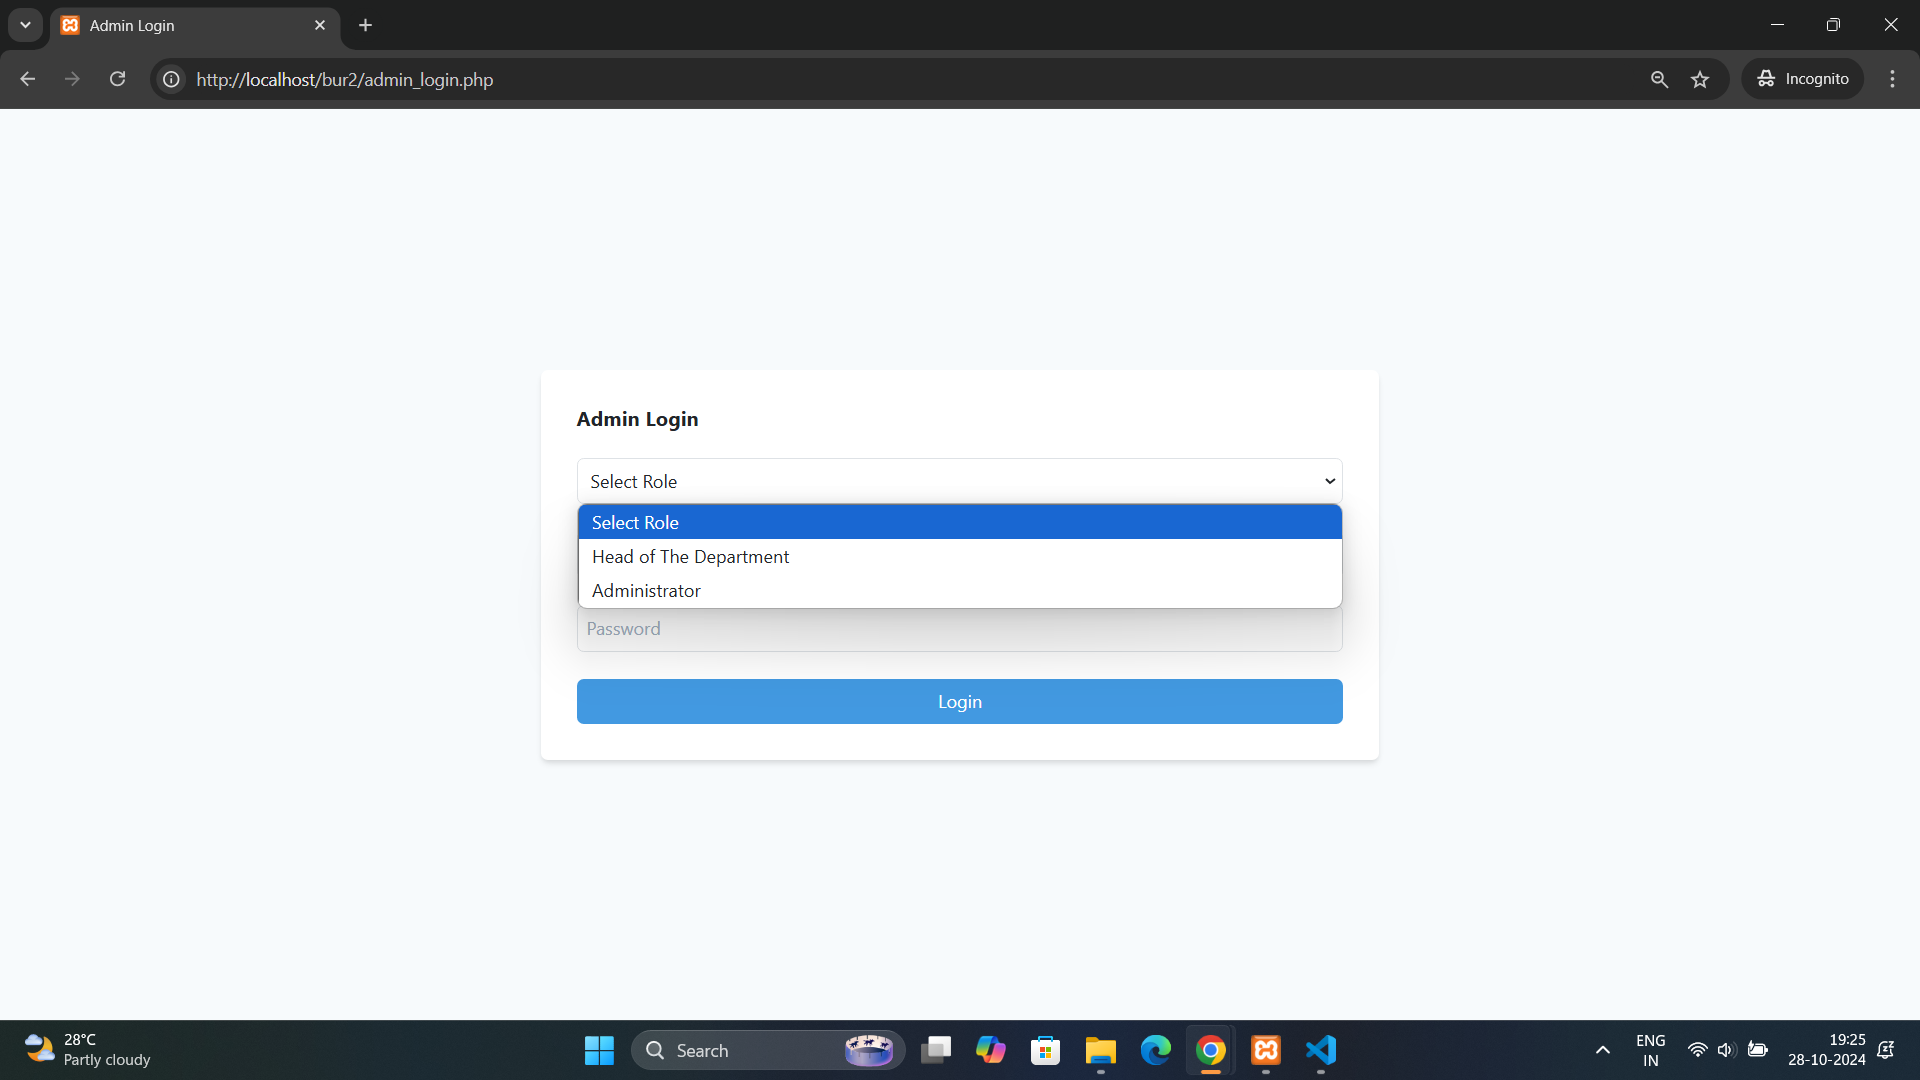 Admin Login
http://localhost/bur2/admin_login.php
Incognito
Admin Login
Select Role
Select Role
Head of The Department
Administrator
Password
Login
28°C
Partly cloudy
Search
ENG
IN
19:25
28-10-2024